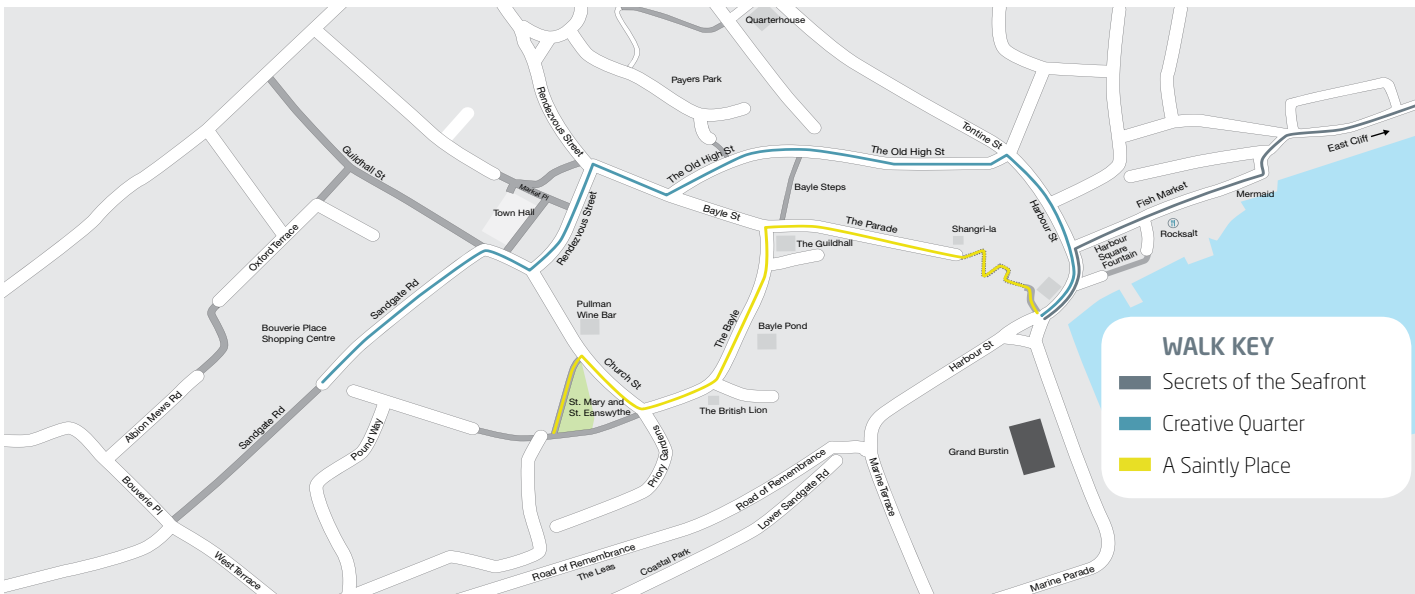 Quarterhouse
Payers Park
Rendezvous Street
Tontine St
East Cliff
The Old High St
The Old High St
Guildhall St
Market Pl
Town Hall
Bayle Steps
Fish Market
Mermaid
Rendezvous Street
Bayle St
The Parade
Harbour St
Shangri-la
Rocksalt
Oxford Terrace
The Guildhall
Harbour
Square
Fountain
Sandgate Rd
Pullman
Wine Bar
Bouverie Place
Shopping Centre
The Bayle
Bayle Pond
Harbour St
WALK KEY
Secrets of the Seafront
Creative Quarter
A Saintly Place
Church St
St. Mary and
St. Eanswythe
The British Lion
Albion Mews Rd
Sandgate Rd
Pound Way
Priory Gardens
Grand Burstin
Road of Remembrance
Lower Sandgate Rd
Marine Terrace
Bouverie Pl
West Terrace
Road of Remembrance
The Leas
Coastal Park
Marine Parade